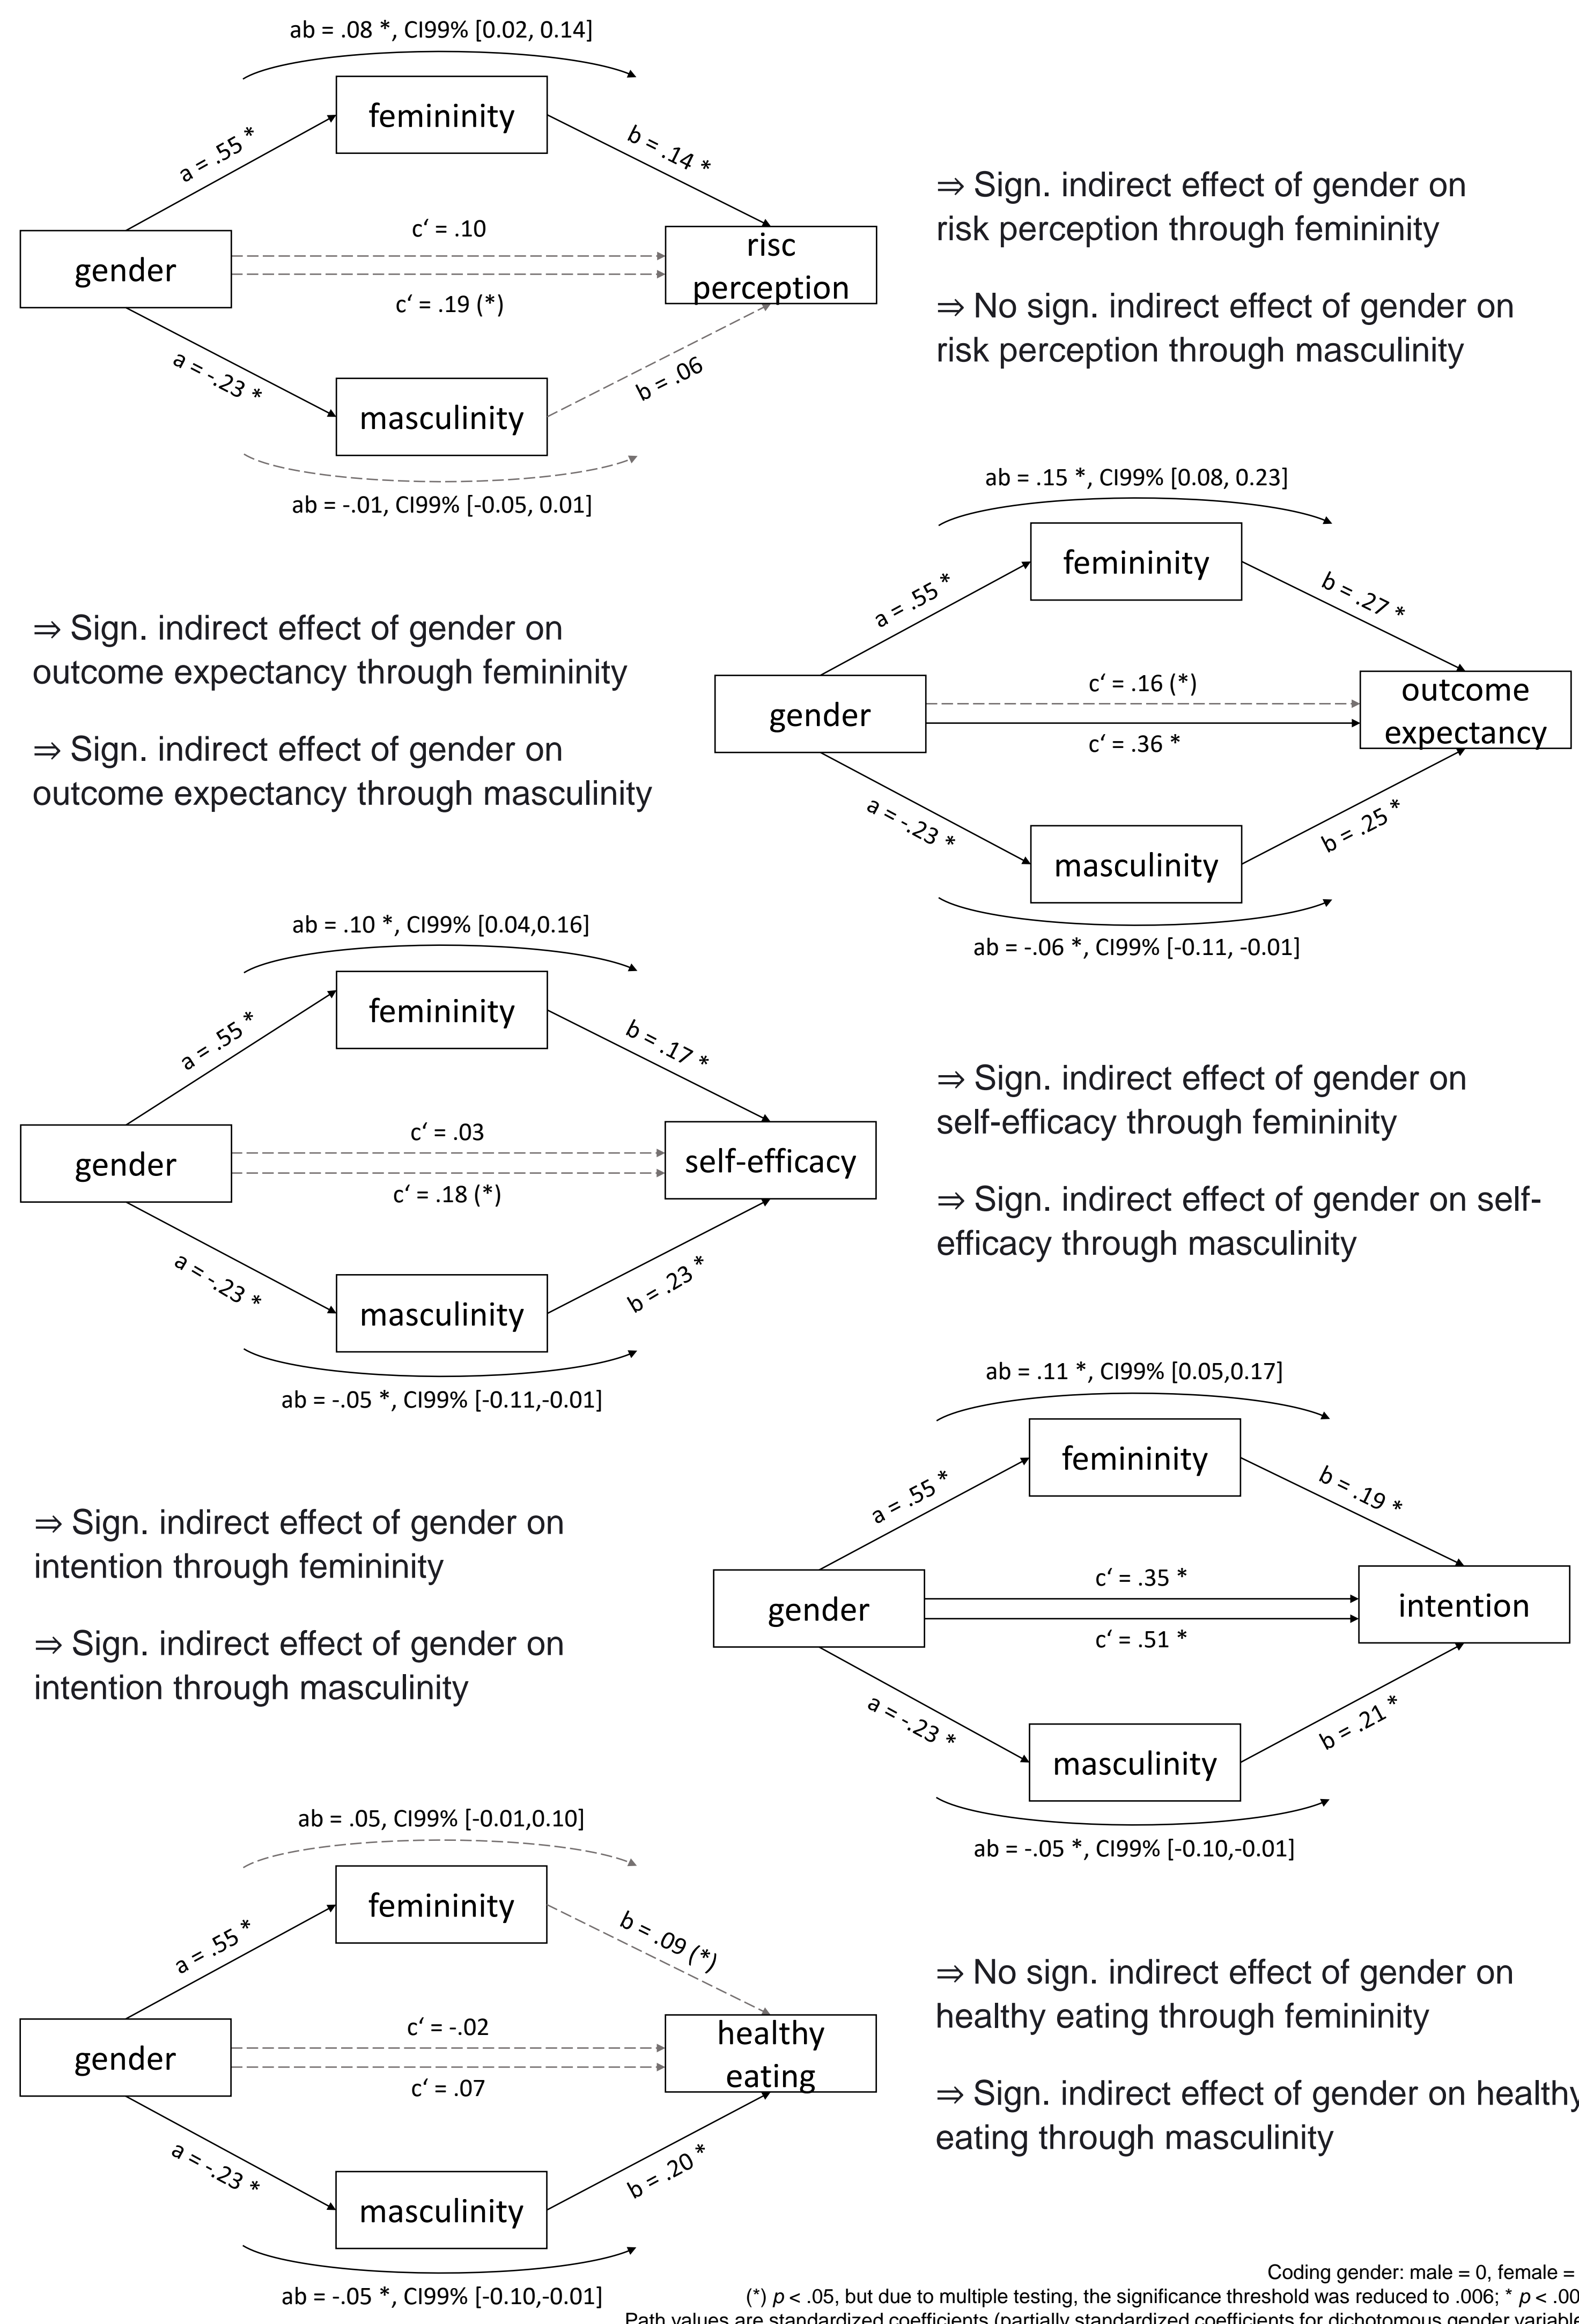 ab = .08 *, CI99% [0.02, 0.14]
femininity
a = .55 *
b = .14 *
c‘ = .10
gender
risc
perception
c‘ = .19 (*)
a = -.23 *
b = .06
masculinity
ab = -.01, CI99% [-0.05, 0.01]
⇒ Sign. indirect effect of gender on
risk perception through femininity
⇒ No sign. indirect effect of gender on
risk perception through masculinity
ab = .15 *, CI99% [0.08, 0.23]
femininity
a = .55 *
b = .27 *
c‘ = .16 (*)
gender
outcome
expectancy
c‘ = .36 *
a = -.23 *
b = .25 *
masculinity
ab = -.06 *, CI99% [-0.11, -0.01]
⇒ Sign. indirect effect of gender on
outcome expectancy through femininity
⇒ Sign. indirect effect of gender on
outcome expectancy through masculinity
ab = .10 *, CI99% [0.04,0.16]
femininity
a = .55 *
b = .17 *
c‘ = .03
gender
self-efficacy
c‘ = .18 (*)
a = -.23 *
b = .23 *
masculinity
ab = -.05 *, CI99% [-0.11,-0.01]
⇒ Sign. indirect effect of gender on
self-efficacy through femininity
⇒ Sign. indirect effect of gender on self-
efficacy through masculinity
ab = .11 *, CI99% [0.05,0.17]
femininity
a = .55 *
b = .19 *
c‘ = .35 *
gender
intention
c‘ = .51 *
a = -.23 *
b = .21 *
masculinity
ab = -.05 *, CI99% [-0.10,-0.01]
⇒ Sign. indirect effect of gender on
intention through femininity
⇒ Sign. indirect effect of gender on
intention through masculinity
ab = .05, CI99% [-0.01,0.10]
femininity
a = .55 *
b = .09 (*)
c‘ = -.02
gender
healthy
eating
c‘ = .07
a = -.23 *
b = .20 *
masculinity
ab = -.05 *, CI99% [-0.10,-0.01]
⇒ No sign. indirect effect of gender on
healthy eating through femininity
⇒ Sign. indirect effect of gender on healthy
eating through masculinity
Coding gender: male = 0, female =
(*) p < .05, but due to multiple testing, the significance threshold was reduced to .006; * p < .00
Path values are standardized coefficients (partially standardized coefficients for dichotomous gender variable